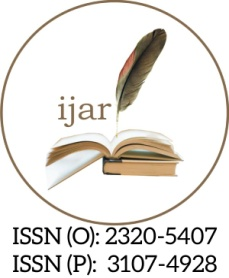 ijar
ISSN (O): 2320-5407
ISSN (P): 3107-4928